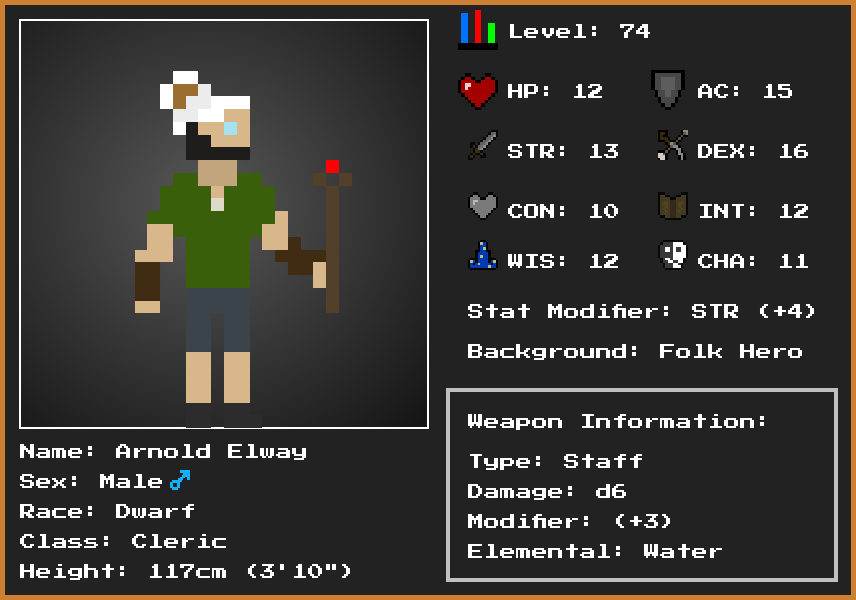 Level: 74
HP: 12 AC: 15
STR: 13 DEX: 16
CON: 10 INT: 12
WIS: 12 CHA: 11
Stat Modifier: STR (+4)
Background: Folk Hero
Weapon Information:
Type: Staff
Damage: d6
Modifier: (+3)
Elemental: Water
Name: Arnold Elway
Sex: Male♂
Race: Dwarf
Class: Cleric
Height: 117cm (3'10")